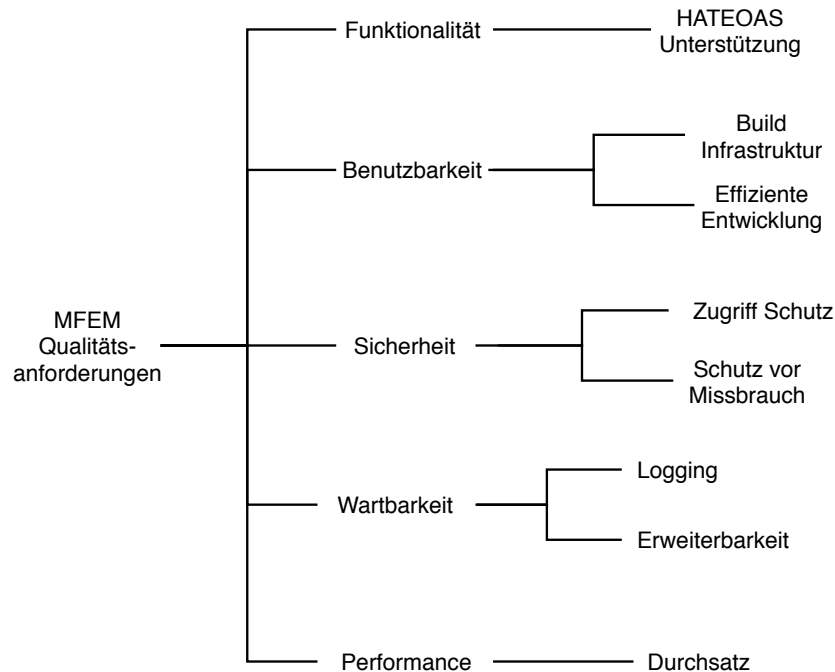 Funktionalität
HATEOAS
Unterstützung
Benutzbarkeit
Build
Infrastruktur
Effiziente
Entwicklung
MFEM
Qualitäts-
anforderungen
Sicherheit
Zugriff Schutz
Schutz vor
Missbrauch
Wartbarkeit
Logging
Erweiterbarkeit
Performance
Durchsatz